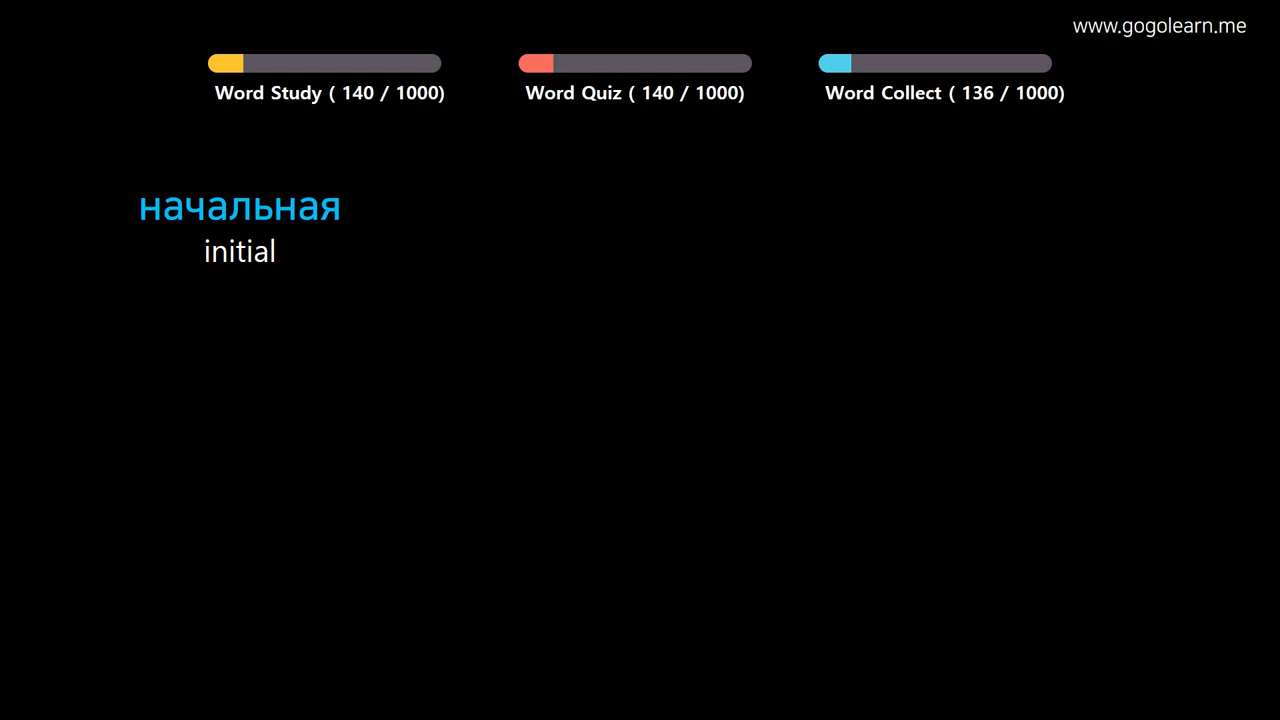 www.gogolearn.me
Word Study ( 140 / 1000)
Word Quiz ( 140 / 1000)
Word Collect ( 136 / 1000)
начальная
initial